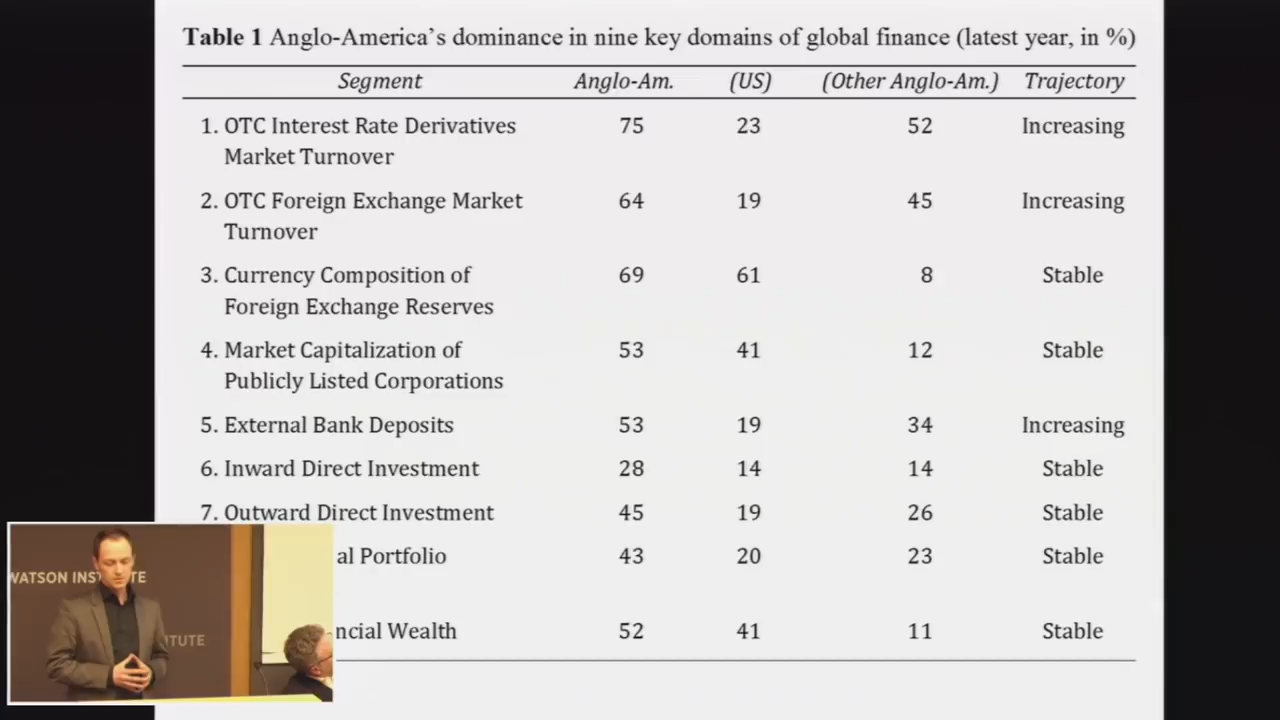 Table 1 Anglo-America's dominance in nine key domains of global finance (latest year, in %)
Segment Anglo-Am. (US) (Other Anglo-Am.) Trajectory
1. OTC Interest Rate Derivatives 75 23 52 Increasing
Market Turnover
2. OTC Foreign Exchange Market 64 19 45 Increasing
Turnover
3. Currency Composition of 69 61 8 Stable
Foreign Exchange Reserves
4. Market Capitalization of 53 41 12 Stable
Publicly Listed Corporations
5. External Bank Deposits 53 19 34 Increasing
6. Inward Direct Investment 28 14 14 Stable
7. Outward Direct Investment 45 19 26 Stable
al Portfolio 43 20 23 Stable
ncial Wealth 52 41 11 Stable
WATSON INS TE
TUTE